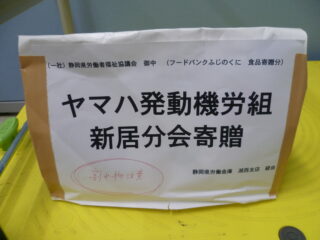 (一社)静岡県労働者福祉協議会 御中 (フードバンクふじのくに 食品寄贈分)
ヤマハ発動機労組
新居分会寄贈
静岡県労働金庫 湖西支店 経由